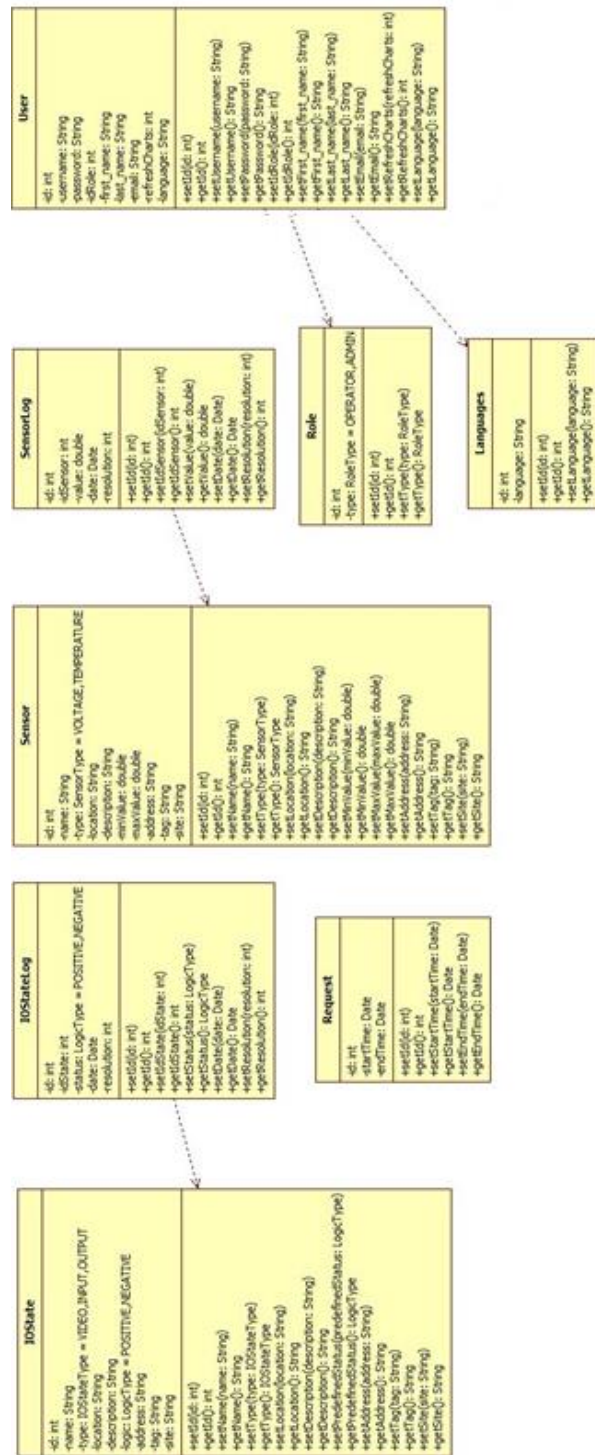 IOState
-id: int
-name: String
-type: IOStateType = VIDEO,INPUT,OUTPUT
-location: String
-description: String
-logic: LogicType = POSITIVE,NEGATIVE
-address: String
-tag: String
-site: String
+setId(id: int)
+getId(): int
+setName(name: String)
+getName(): String
+setType(type: IOStateType)
+getType(): IOStateType
+setLocation(location: String)
+getLocation(): String
+setDescription(description: String)
+getDescription(): String
+setPredefinedStatus(predefinedStatus: LogicType)
+getPredefinedStatus(): LogicType
+setAddress(address: String)
+getAddress(): String
+setTag(tag: String)
+getTag(): String
+setSite(site: String)
+getSite(): String
IOStateLog
-id: int
-idState: int
-status: LogicType = POSITIVE,NEGATIVE
-date: Date
-resolution: int
+setId(id: int)
+getId(): int
+setIdState(idState: int)
+getIdState(): int
+setStatus(status: LogicType)
+getStatus(): LogicType
+setDate(date: Date)
+getDate(): Date
+setResolution(resolution: int)
+getResolution(): int
Request
-id: int
-startTime: Date
-endTime: Date
+setId(id: int)
+getId(): int
+setStartTime(startTime: Date)
+getStartTime(): Date
+setEndTime(endTime: Date)
+getEndTime(): Date
Sensor
-id: int
-name: String
-type: SensorType = VOLTAGE,TEMPERATURE
-location: String
-description: String
-minValue: double
-maxValue: double
-address: String
-tag: String
-site: String
+setId(id: int)
+getId(): int
+setName(name: String)
+getName(): String
+setType(type: SensorType)
+getType(): SensorType
+setLocation(location: String)
+getLocation(): String
+setDescription(description: String)
+getDescription(): String
+setMinValue(minValue: double)
+getMinValue(): double
+setMaxValue(maxValue: double)
+getMaxValue(): double
+setAddress(address: String)
+getAddress(): String
+setTag(tag: String)
+getTag(): String
+setSite(site: String)
+getSite(): String
SensorLog
-id: int
-idSensor: int
-value: double
-date: Date
-resolution: int
+setId(id: int)
+getId(): int
+setIdSensor(idSensor: int)
+getIdSensor(): int
+setValue(value: double)
+getValue(): double
+setDate(date: Date)
+getDate(): Date
+setResolution(resolution: int)
+getResolution(): int
Role
-id: int
-type: RoleType = OPERATOR,ADMIN
+setId(id: int)
+getId(): int
+setType(type: RoleType)
+getType(): RoleType
Languages
-id: int
-language: String
+setId(id: int)
+getId(): int
+setLanguage(language: String)
+getLanguage(): String
User
-id: int
-username: String
-password: String
-idRole: int
-first_name: String
-last_name: String
-email: String
-refreshCharts: int
-language: String
+setId(id: int)
+getId(): int
+setUsername(username: String)
+getUsername(): String
+setPassword(password: String)
+getPassword(): String
+setIdRole(idRole: int)
+getIdRole(): int
+setFirst_name(first_name: String)
+getFirst_name(): String
+setLast_name(last_name: String)
+getLast_name(): String
+setEmail(email: String)
+getEmail(): String
+setRefreshCharts(refreshCharts: int)
+getRefreshCharts(): int
+setLanguage(language: String)
+getLanguage(): String